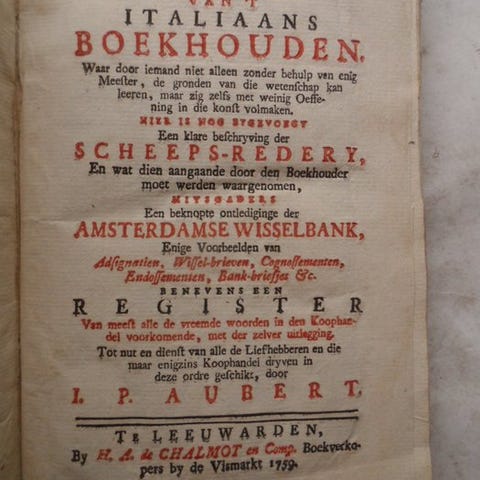 VAN'T
ITALIAANS
BOEKHOUDEN.
Waar door iemand niet alleen zonder behulp van enig
Meeſter, de gronden van die wetenſchap kan
leeren, maar zig zelfs met weinig Oeffe-
ning in die konſt volmaken.
HIER IS NOG BYGEVOEGT
Een klare beſchryving der
SCHEEPS-REDERY,
En wat dien aangaande door den Boekhouder
moet werden waargenomen,
MITSGADERS
Een beknopte ontledinge der
AMSTERDAMSE WISSELBANK,
Enige Voorbeelden van
Adſignatien, Wiſſel-brieven, Cognoſſementen,
Endoſſementen, Bank-briefjes &c.
BENEVENS EEN
REGISTER
Van meeſt alle de vreemde woorden in den Koophan-
del voorkomende, met der zelver uitlegging.
Tot nut en dienſt van alle de Liefhebberen en die
maar enigzins Koophandel dryven in
deze ordre geſchikt, door
I. P. AUBERT.
TE LEEUWARDEN,
By H. A. de CHALMOT en Comp. Boekverko-
pers by de Vismarkt 1759.